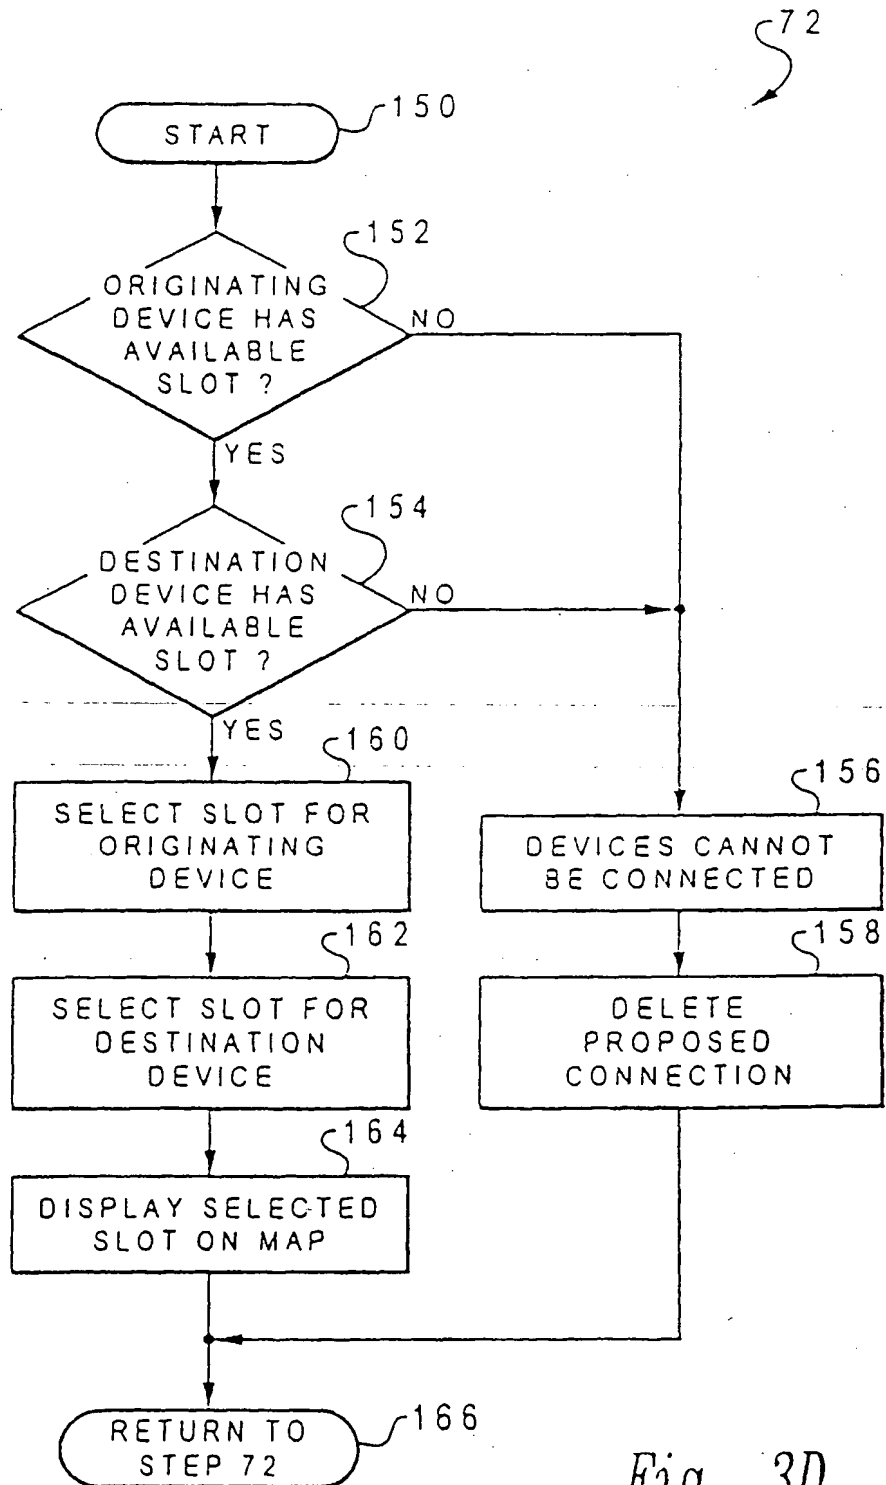 72
START
150
152
ORIGINATING
DEVICE HAS
AVAILABLE
SLOT ?
NO
YES
154
DESTINATION
DEVICE HAS
AVAILABLE
SLOT ?
NO
YES
160
SELECT SLOT FOR
ORIGINATING
DEVICE
156
DEVICES CANNOT
BE CONNECTED
162
SELECT SLOT FOR
DESTINATION
DEVICE
158
DELETE
PROPOSED
CONNECTION
164
DISPLAY SELECTED
SLOT ON MAP
166
RETURN TO
STEP 72
Fig. 3D